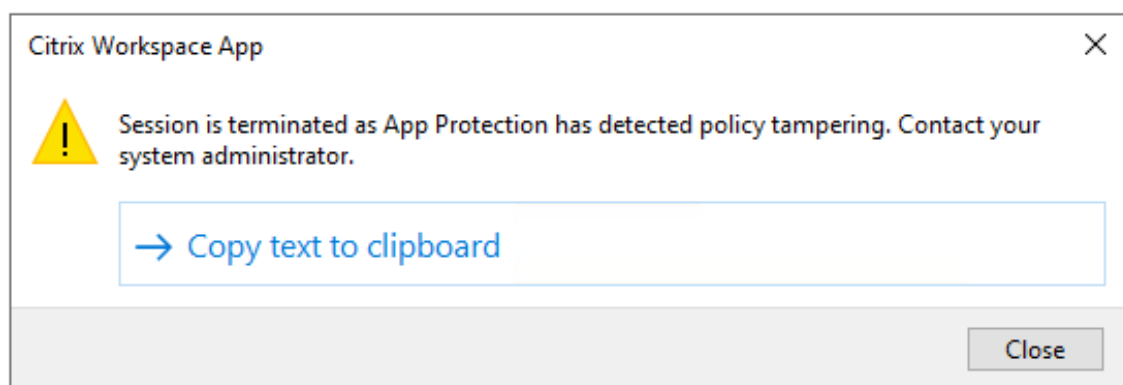 Citrix Workspace App
Session is terminated as App Protection has detected policy tampering. Contact your
system administrator.
Copy text to clipboard
Close